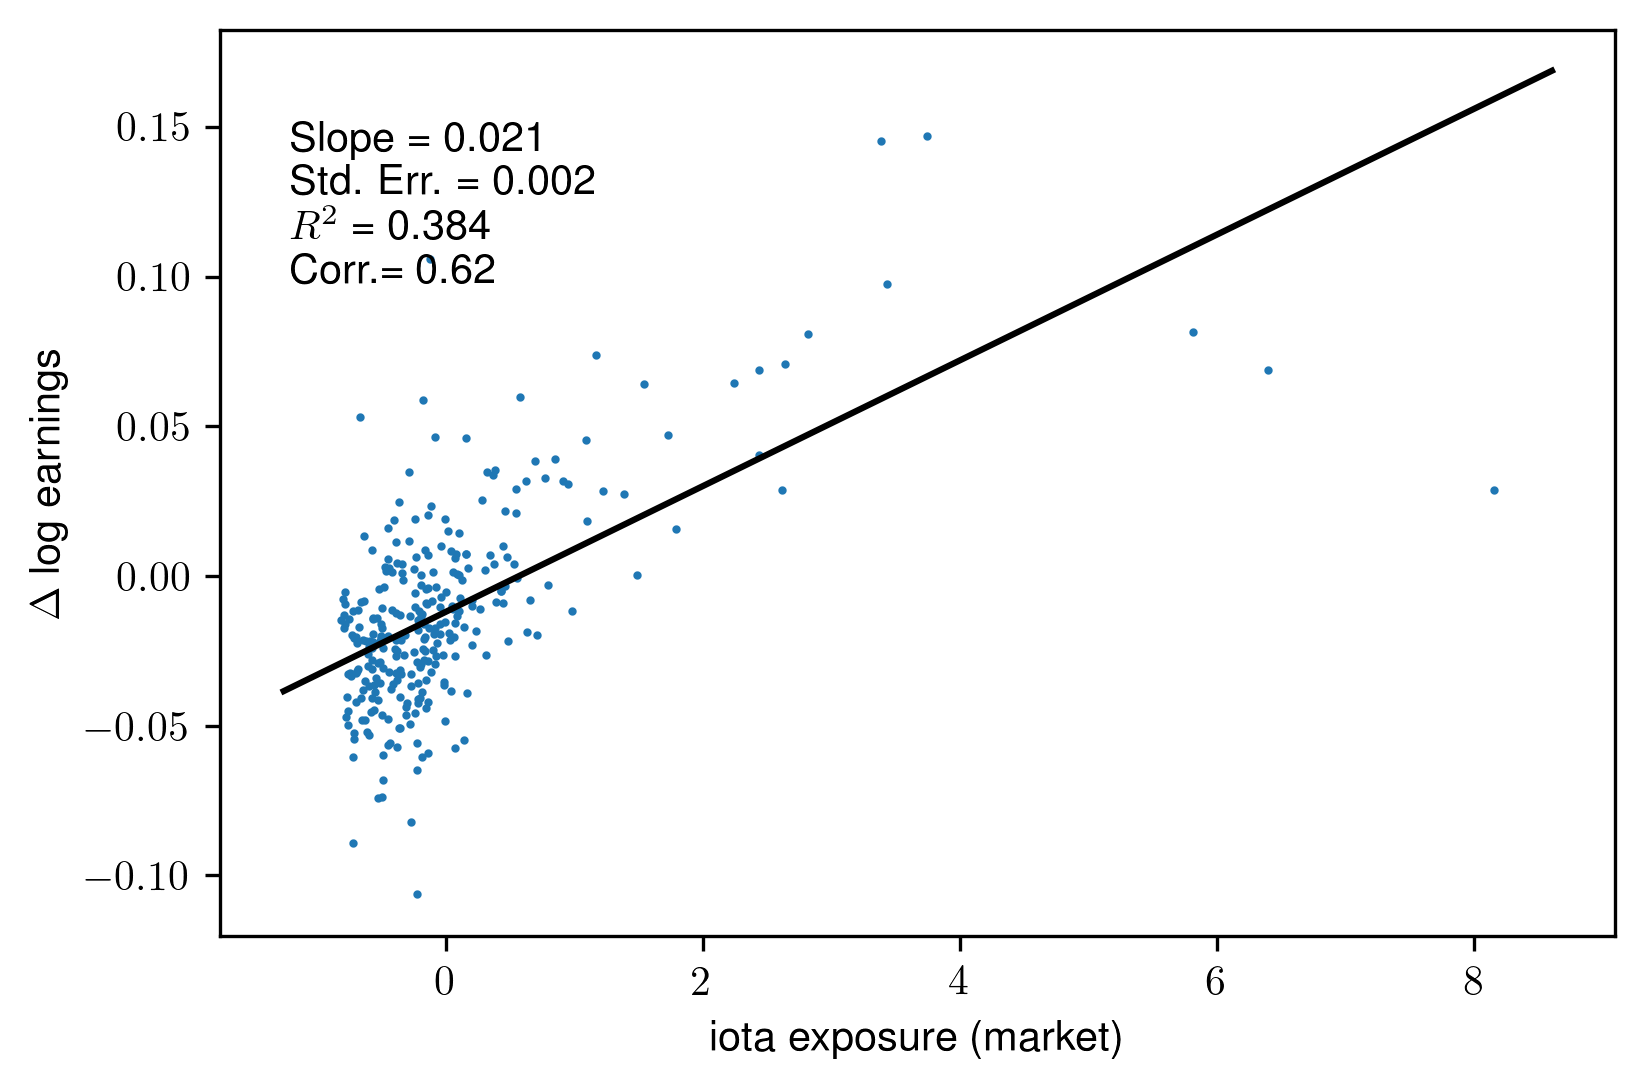 Slope = 0.021
Std. Err. = 0.002
R² = 0.384
Corr.= 0.62
0.15
0.10
0.05
0.00
−0.05
−0.10
Δ log earnings
0 2 4 6 8
iota exposure (market)